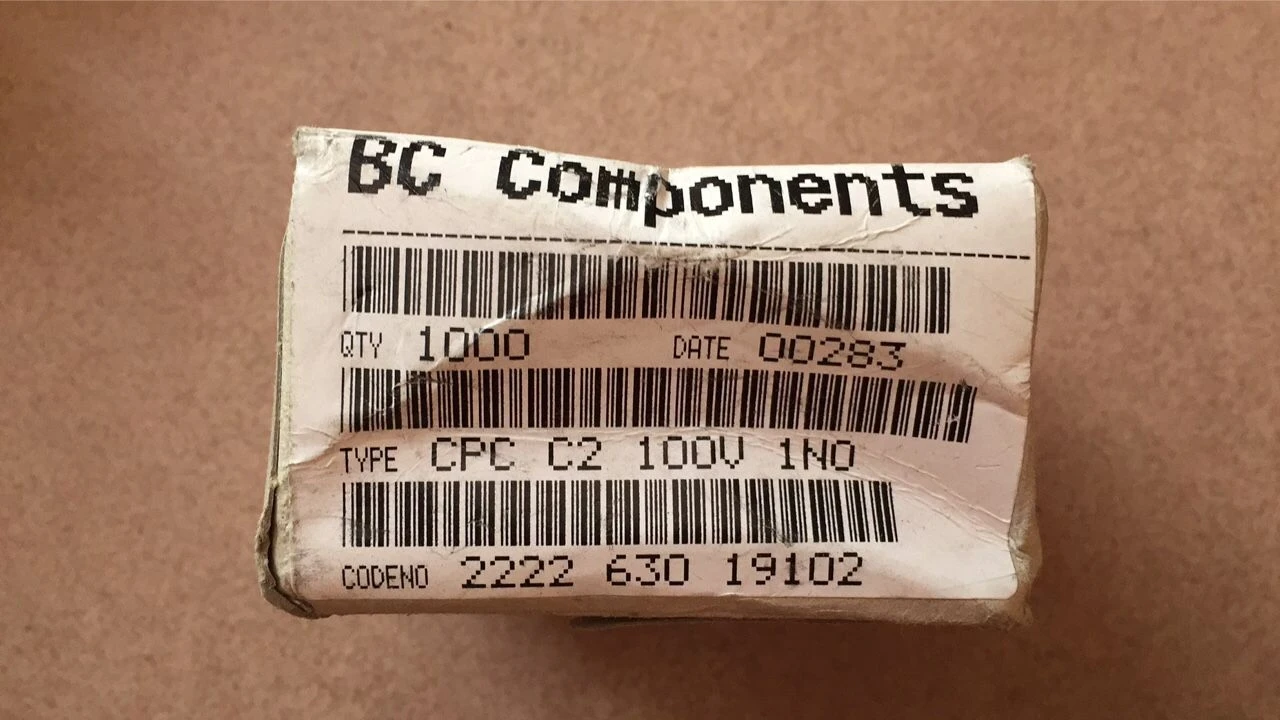 BC Components
QTY 1000 DATE 00283
TYPE CPC C2 100V 1N0
CODENO 2222 630 19102